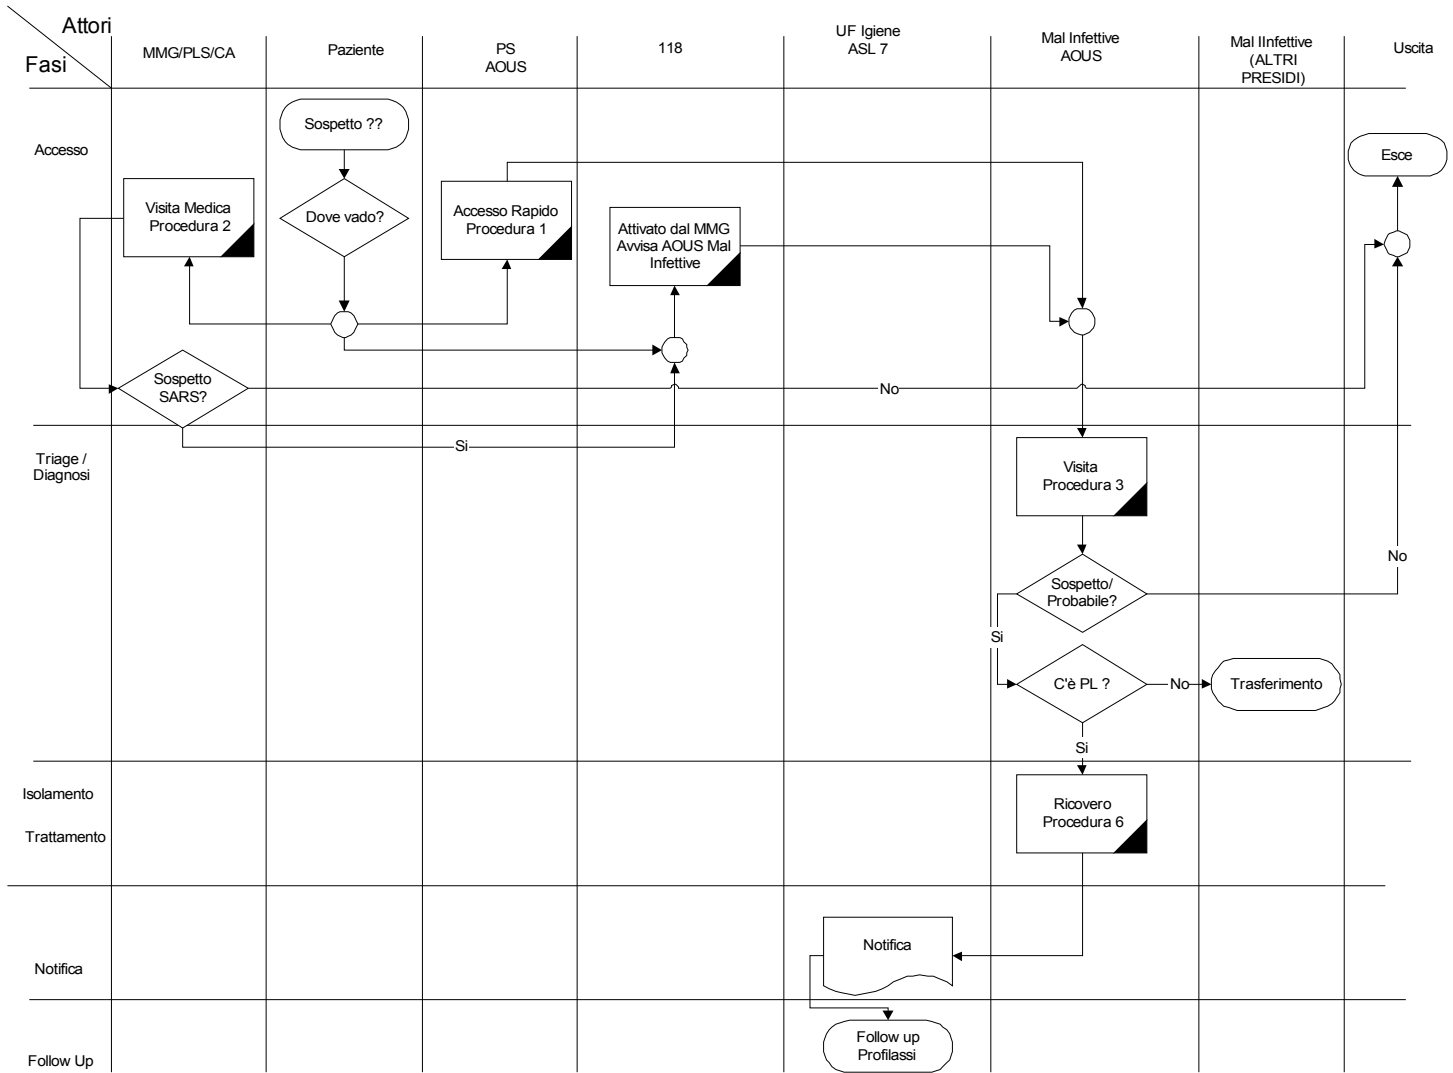 Attori
Fasi
MMG/PLS/CA
Paziente
PS
AOUS
118
UF Igiene
ASL 7
Mal Infettive
AOUS
Mal IInfettive
(ALTRI
PRESIDI)
Uscita
Accesso
Sospetto ??
Esce
Visita Medica
Procedura 2
Dove vado?
Accesso Rapido
Procedura 1
Attivato dal MMG
Avvisa AOUS Mal
Infettive
Sospetto
SARS?
No
Si
Triage /
Diagnosi
Visita
Procedura 3
No
Sospetto/
Probabile?
Si
C'è PL ?
No
Trasferimento
Si
Isolamento
Trattamento
Ricovero
Procedura 6
Notifica
Notifica
Follow up
Profilassi
Follow Up